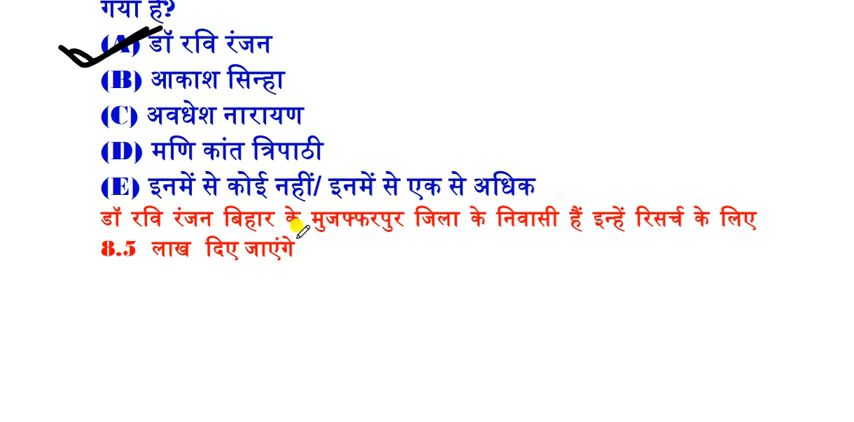 गया है?
(A) डॉ रवि रंजन
(B) आकाश सिन्हा
(C) अवधेश नारायण
(D) मणि कांत त्रिपाठी
(E) इनमें से कोई नहीं/ इनमें से एक से अधिक
डॉ रवि रंजन बिहार के मुजफ्फरपुर जिला के निवासी हैं इन्हें रिसर्च के लिए
8.5 लाख दिए जाएंगे